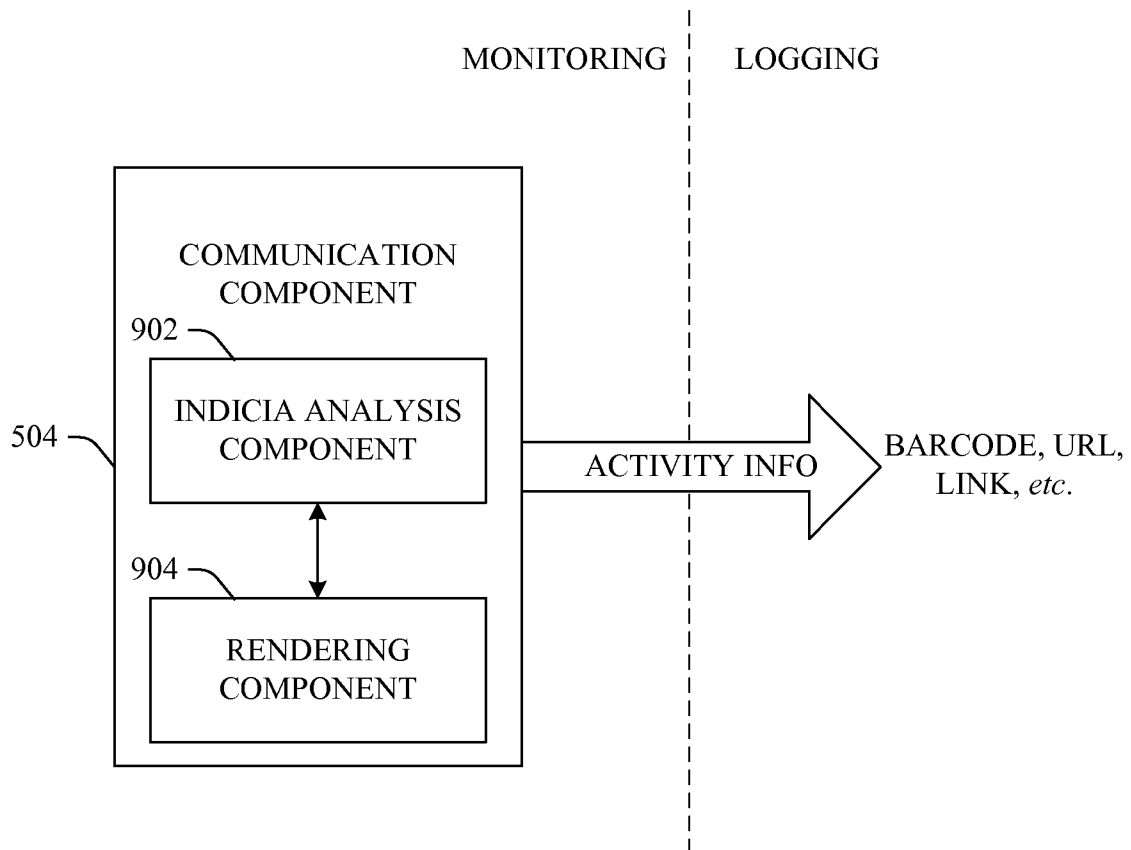 MONITORING
LOGGING
COMMUNICATION
COMPONENT
902
INDICIA ANALYSIS
COMPONENT
504
ACTIVITY INFO
BARCODE, URL,
LINK, etc.
904
RENDERING
COMPONENT